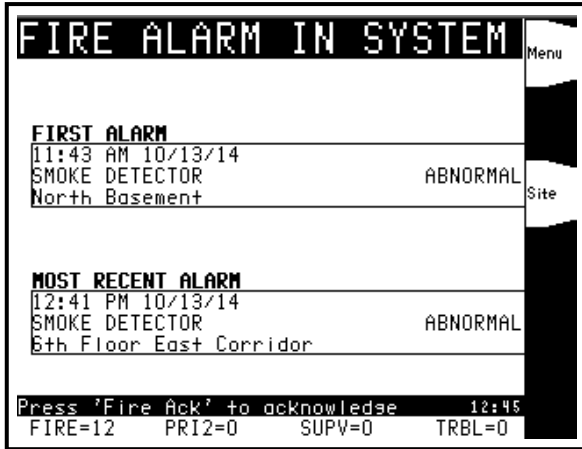 FIRE ALARM IN SYSTEM
Menu
FIRST ALARM
11:43 AM 10/13/14
SMOKE DETECTOR ABNORMAL
North Basement
Site
MOST RECENT ALARM
12:41 PM 10/13/14
SMOKE DETECTOR ABNORMAL
6th Floor East Corridor
Press 'Fire Ack' to acknowledge 12:45
FIRE=12 PRI2=0 SUPV=0 TRBL=0